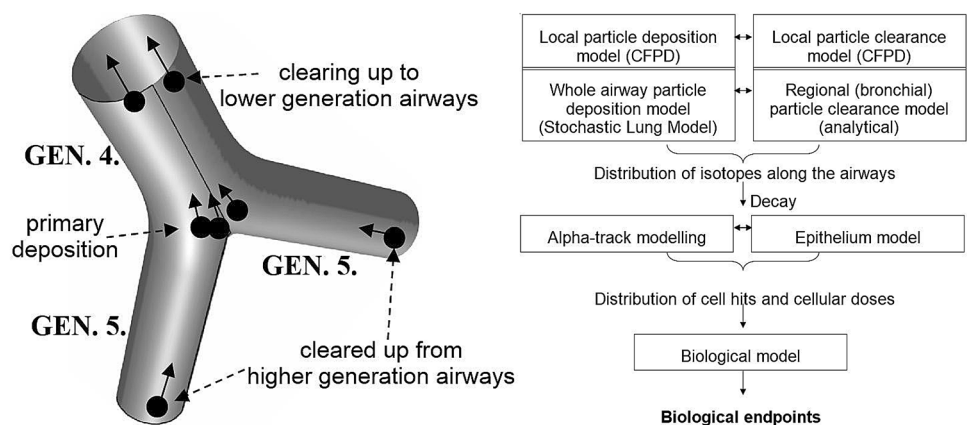 clearing up to
lower generation airways
GEN. 4.
primary
deposition
GEN. 5.
GEN. 5.
cleared up from
higher generation airways
Local particle deposition
model (CFPD)
Local particle clearance
model (CFPD)
Whole airway particle
deposition model
(Stochastic Lung Model)
Regional (bronchial)
particle clearance model
(analytical)
Distribution of isotopes along the airways
Decay
Alpha-track modelling
Epithelium model
Distribution of cell hits and cellular doses
Biological model
Biological endpoints